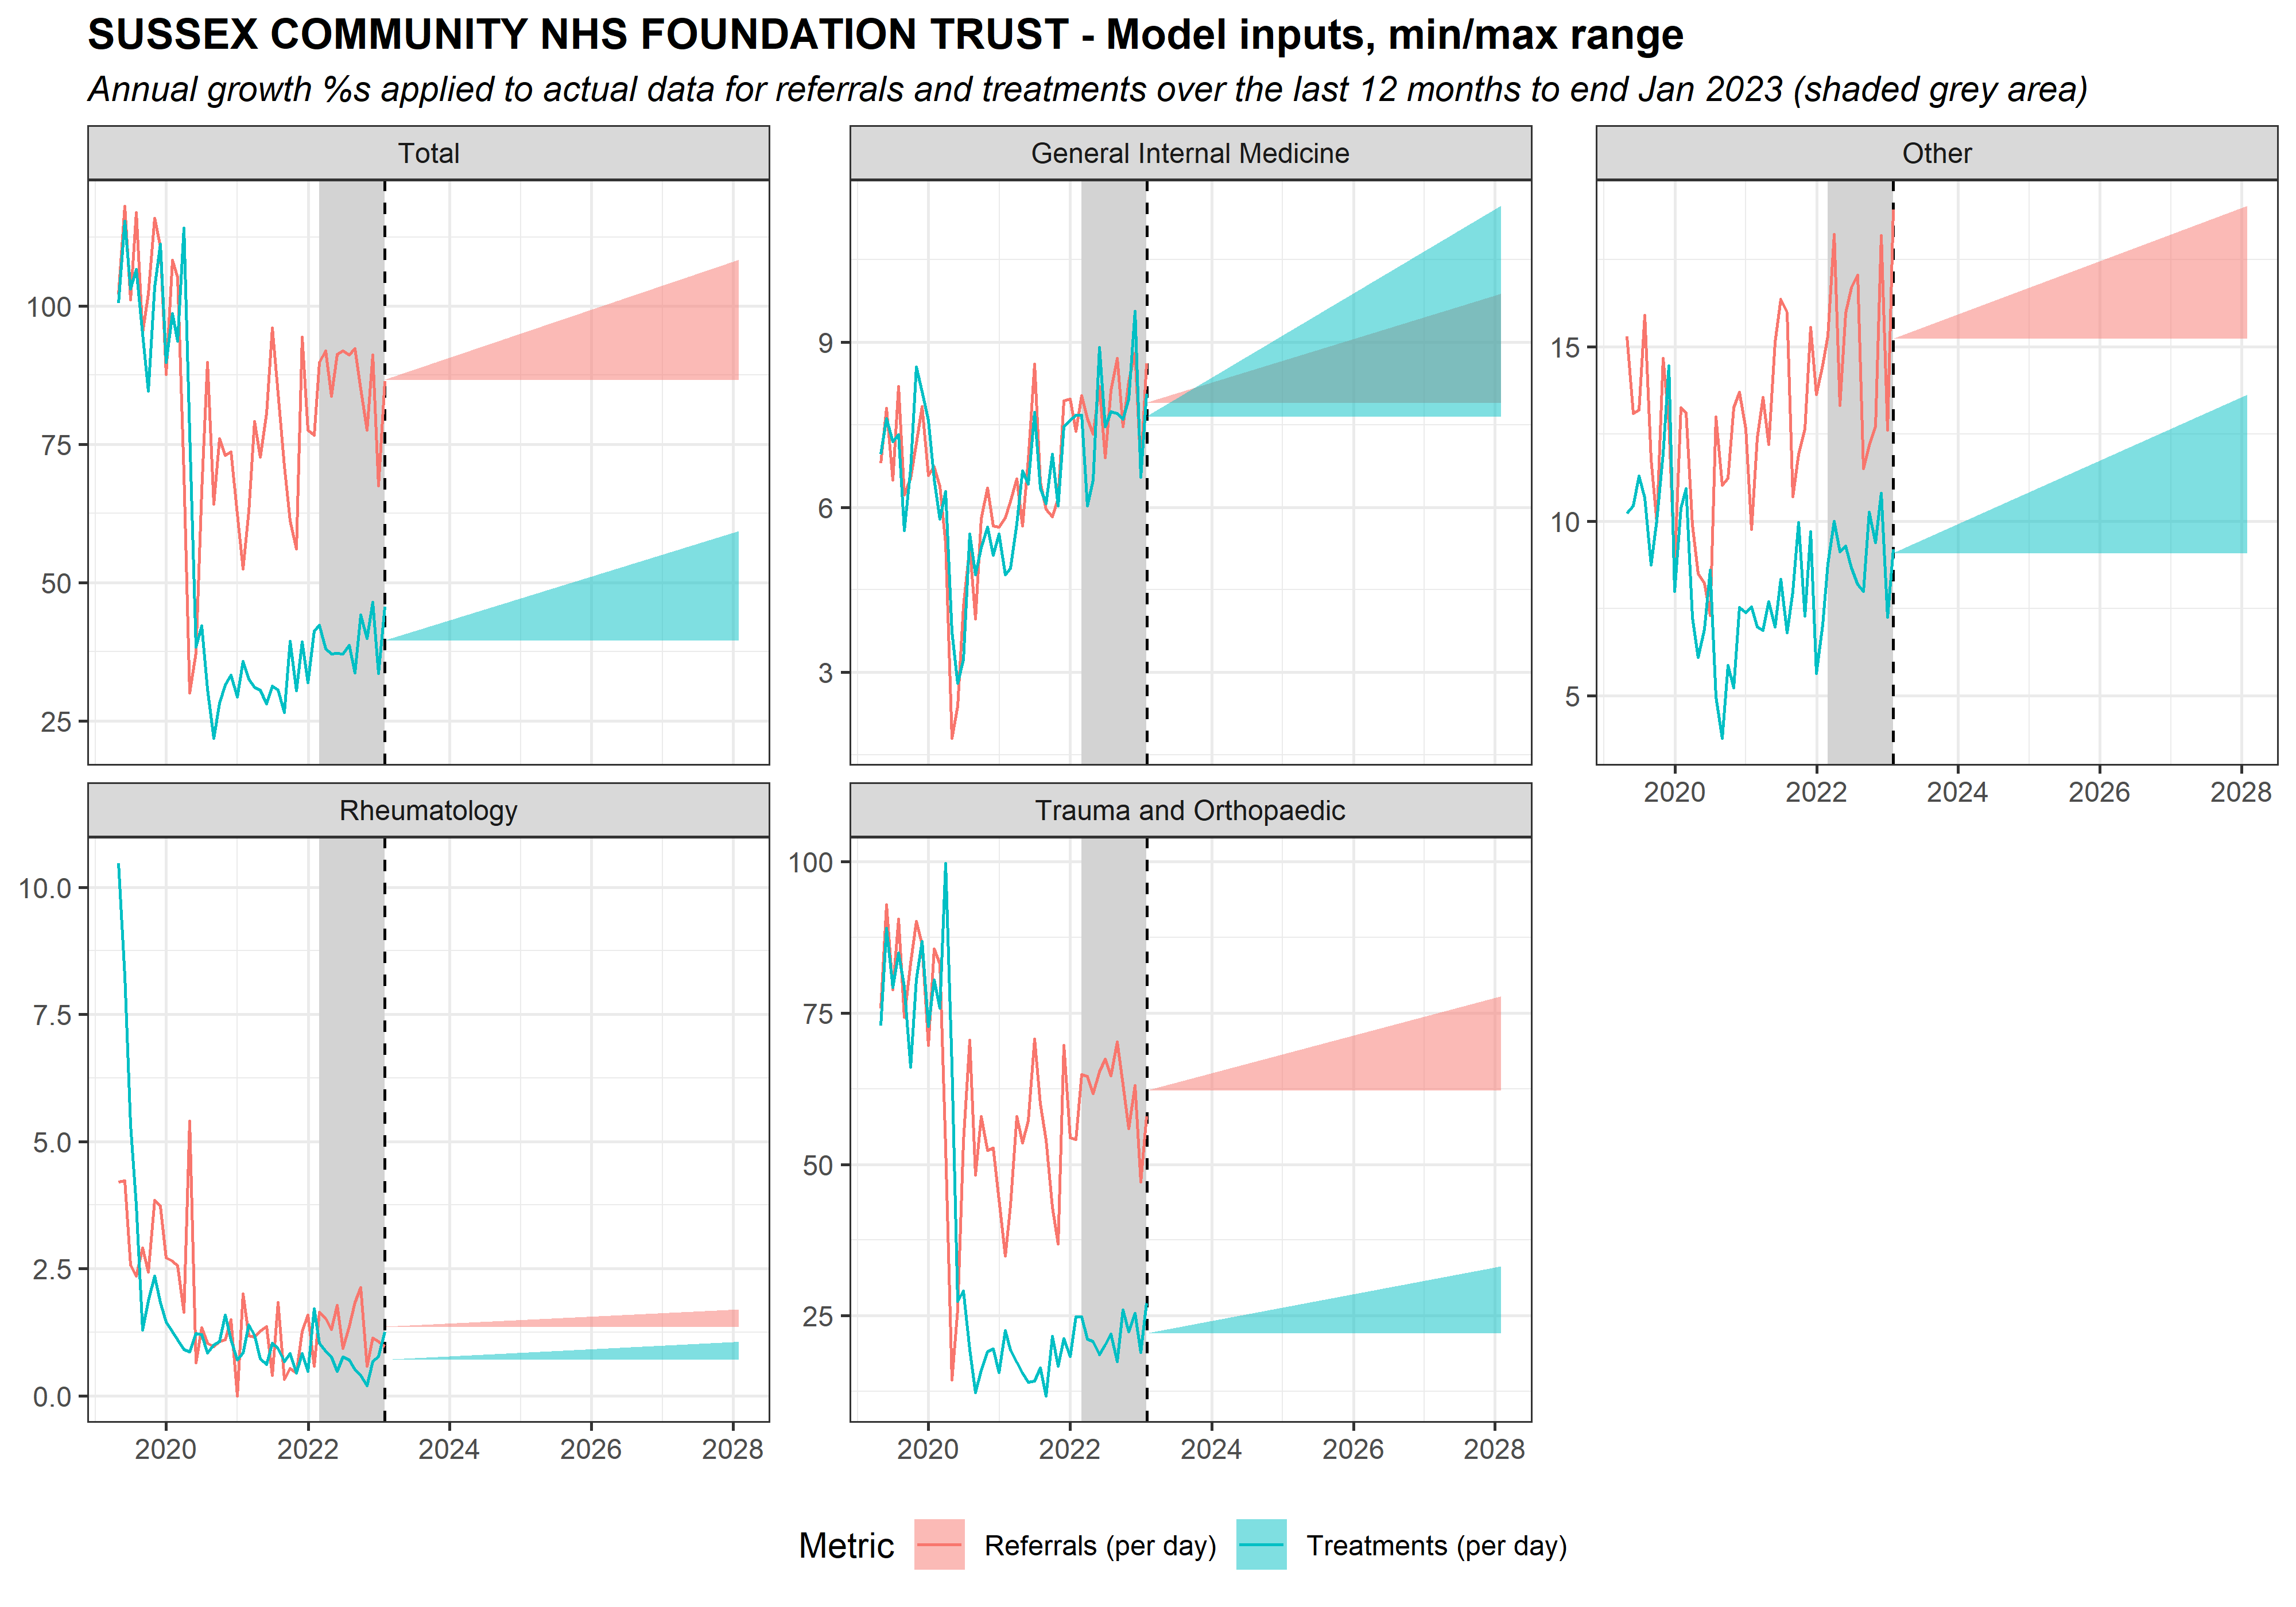 SUSSEX COMMUNITY NHS FOUNDATION TRUST - Model inputs, min/max range
Annual growth %s applied to actual data for referrals and treatments over the last 12 months to end Jan 2023 (shaded grey area)
Total
General Internal Medicine
Other
100
75
50
25
9
6
3
15
10
5
2020 2022 2024 2026 2028
Rheumatology
Trauma and Orthopaedic
10.0
7.5
5.0
2.5
0.0
100
75
50
25
2020 2022 2024 2026 2028
2020 2022 2024 2026 2028
Metric Referrals (per day) Treatments (per day)